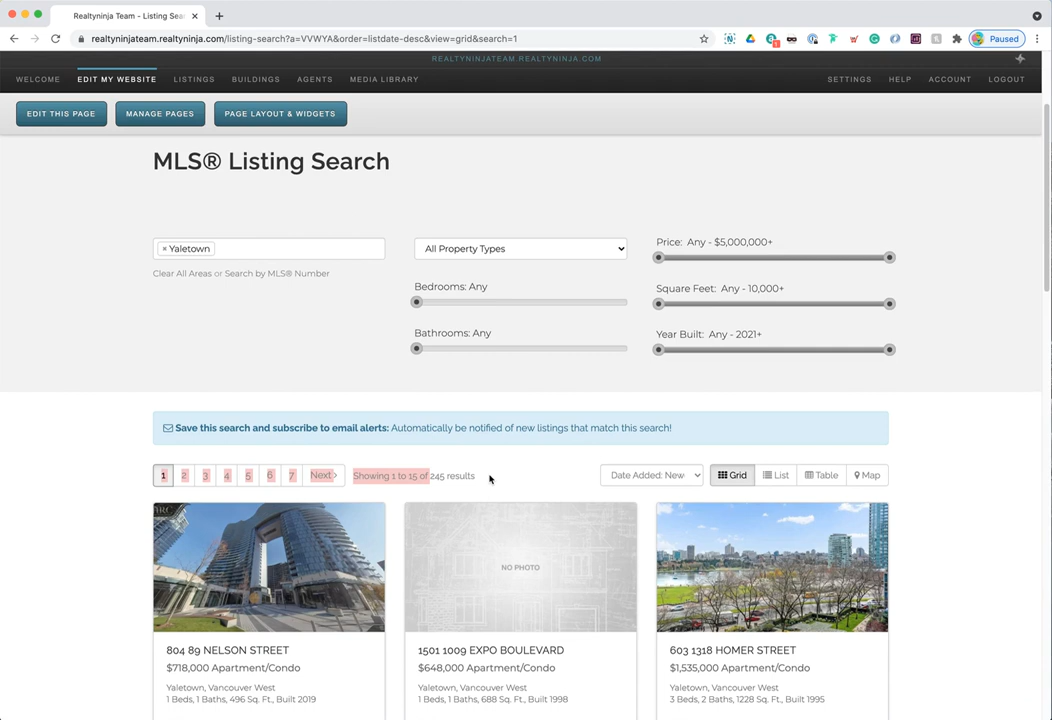 Realtyninja Team - Listing Sear
realtyninjateam.realtyninja.com/listing-search?a=VVWYA&order=listdate-desc&view=grid&search=1
Paused
REALTYNINJATEAM.REALTYNINJA.COM
WELCOME EDIT MY WEBSITE LISTINGS BUILDINGS AGENTS MEDIA LIBRARY SETTINGS HELP ACCOUNT LOGOUT
EDIT THIS PAGE MANAGE PAGES PAGE LAYOUT & WIDGETS
MLS® Listing Search
× Yaletown
Clear All Areas or Search by MLS® Number
All Property Types
Bedrooms: Any
Bathrooms: Any
Price: Any - $5,000,000+
Square Feet: Any - 10,000+
Year Built: Any - 2021+
Save this search and subscribe to email alerts: Automatically be notified of new listings that match this search!
1 2 3 4 5 6 7 Next › Showing 1 to 15 of 245 results Date Added: New Grid List Table Map
NO PHOTO
804 89 NELSON STREET
$718,000 Apartment/Condo
Yaletown, Vancouver West
1 Beds, 1 Baths, 496 Sq. Ft., Built 2019
1501 1009 EXPO BOULEVARD
$648,000 Apartment/Condo
Yaletown, Vancouver West
1 Beds, 1 Baths, 688 Sq. Ft., Built 1998
603 1318 HOMER STREET
$1,535,000 Apartment/Condo
Yaletown, Vancouver West
3 Beds, 2 Baths, 1228 Sq. Ft., Built 1995